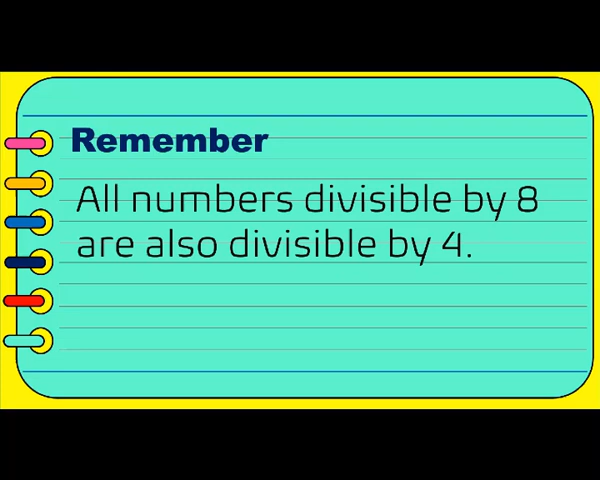 Remember
All numbers divisible by 8
are also divisible by 4.